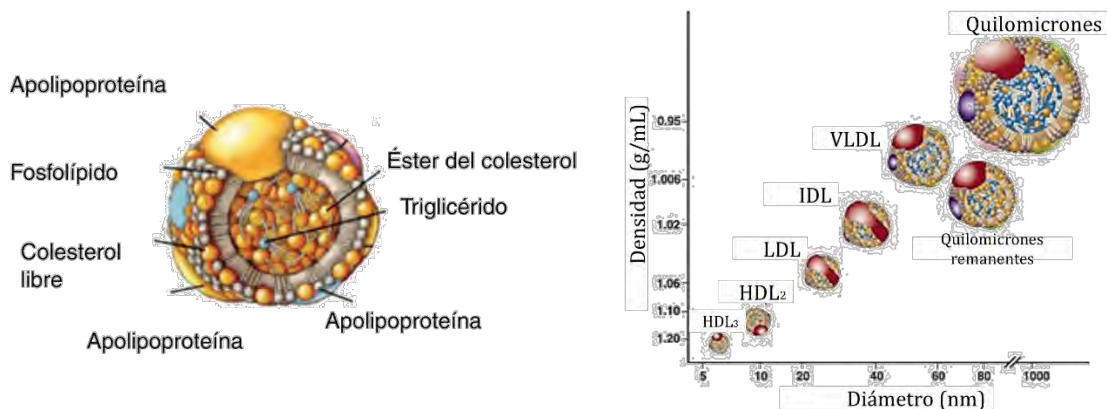 Apolipoproteína
Fosfolípido
Colesterol
libre
Apolipoproteína
Apolipoproteína
Éster del colesterol
Triglicérido
Quilomicrones
VLDL
IDL
LDL
HDL2
HDL3
Quilomicrones
remanentes
Densidad (g/mL)
0.95
1.006
1.02
1.06
1.10
1.20
5 10 20 40 60 80 1000
Diámetro (nm)